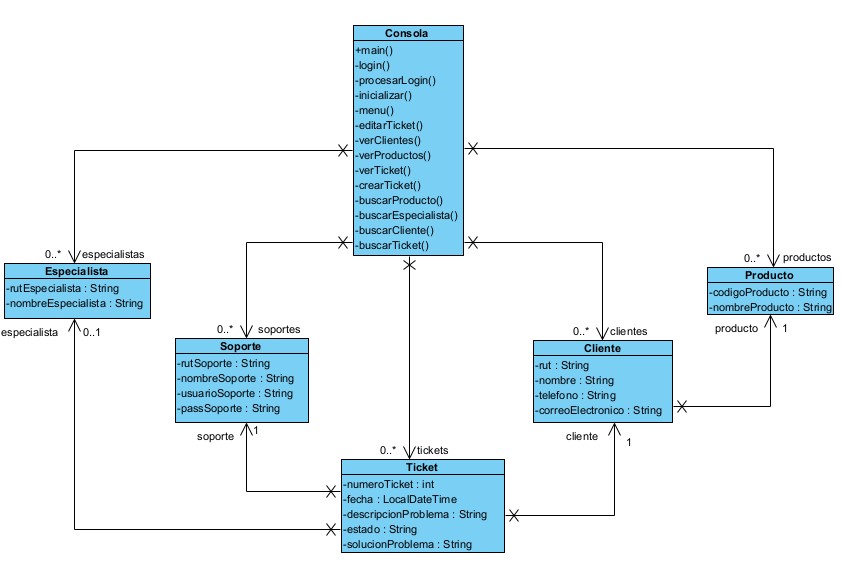 Consola
+main()
-login()
-procesarLogin()
-inicializar()
-menu()
-editarTicket()
-verClientes()
-verProductos()
-verTicket()
-crearTicket()
-buscarProducto()
-buscarEspecialista()
-buscarCliente()
-buscarTicket()
0..* especialistas
Especialista
-rutEspecialista : String
-nombreEspecialista : String
especialista 0..1
0..* soportes
Soporte
-rutSoporte : String
-nombreSoporte : String
-usuarioSoporte : String
-passSoporte : String
soporte 1
0..* clientes
Cliente
-rut : String
-nombre : String
-telefono : String
-correoElectronico : String
cliente 1
0..* productos
Producto
-codigoProducto : String
-nombreProducto : String
producto 1
0..* tickets
Ticket
-numeroTicket : int
-fecha : LocalDateTime
-descripcionProblema : String
-estado : String
-solucionProblema : String